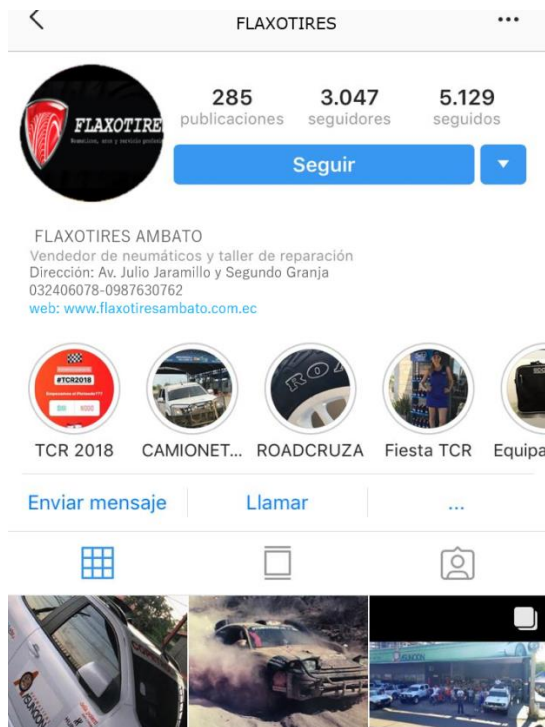 FLAXOTIRES
FLAXOTIRE
285 3.047 5.129
publicaciones seguidores seguidos
Seguir
FLAXOTIRES AMBATO
Vendedor de neumáticos y taller de reparación
Dirección: Av. Julio Jaramillo y Segundo Granja
032406078-0987630762
web: www.flaxotiresambato.com.ec
#TCR2018
ROA
TCR 2018 CAMIONET... ROADCRUZA Fiesta TCR Equipa
Enviar mensaje Llamar ...